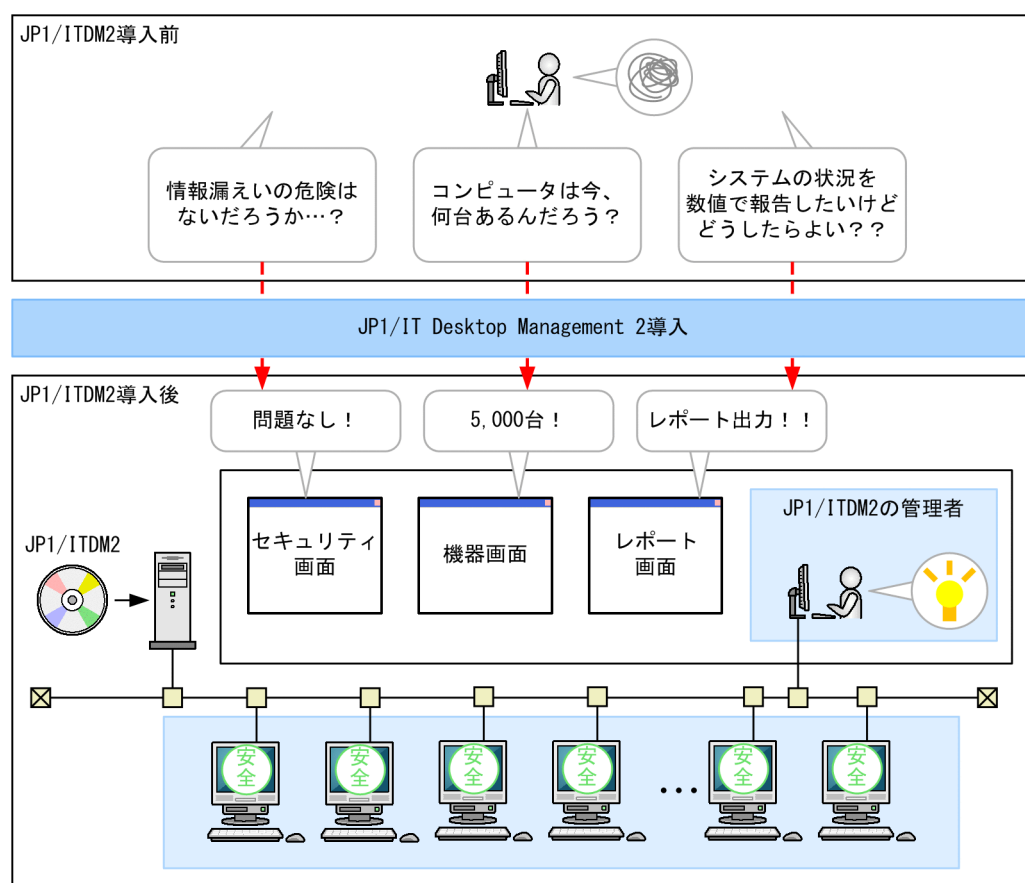 JP1/ITDM2導入前
情報漏えいの危険は
ないだろうか…？
コンピュータは今、
何台あるんだろう？
システムの状況を
数値で報告したいけど
どうしたらよい？？
JP1/IT Desktop Management 2導入
JP1/ITDM2導入後
問題なし！
5,000台！
レポート出力！！
JP1/ITDM2
セキュリティ
画面
機器画面
レポート
画面
JP1/ITDM2の管理者
安
全
安
全
安
全
安
全
…
安
全
安
全